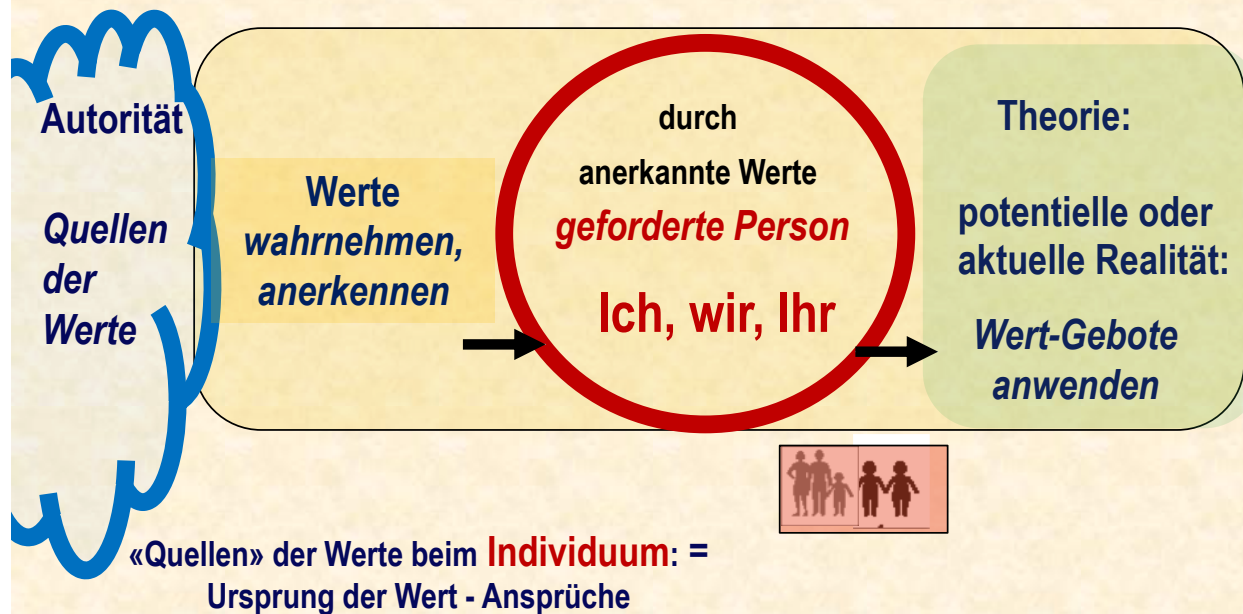 Autorität
Quellen
der
Werte
Werte
wahrnehmen,
anerkennen
durch
anerkannte Werte
geforderte Person
Ich, wir, Ihr
Theorie:
potentielle oder
aktuelle Realität:
Wert-Gebote
anwenden
«Quellen» der Werte beim Individuum: =
Ursprung der Wert - Ansprüche